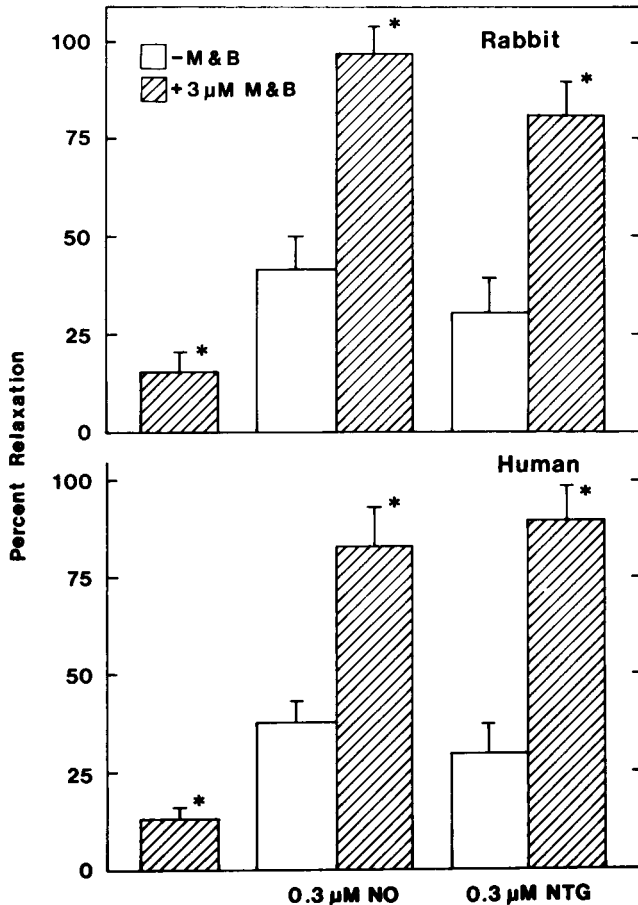 Percent Relaxation
100
75
50
25
0
Rabbit
-M & B
+3 µM M & B
*
*
*
100
75
50
25
0
Human
*
*
*
0.3 µM NO
0.3 µM NTG